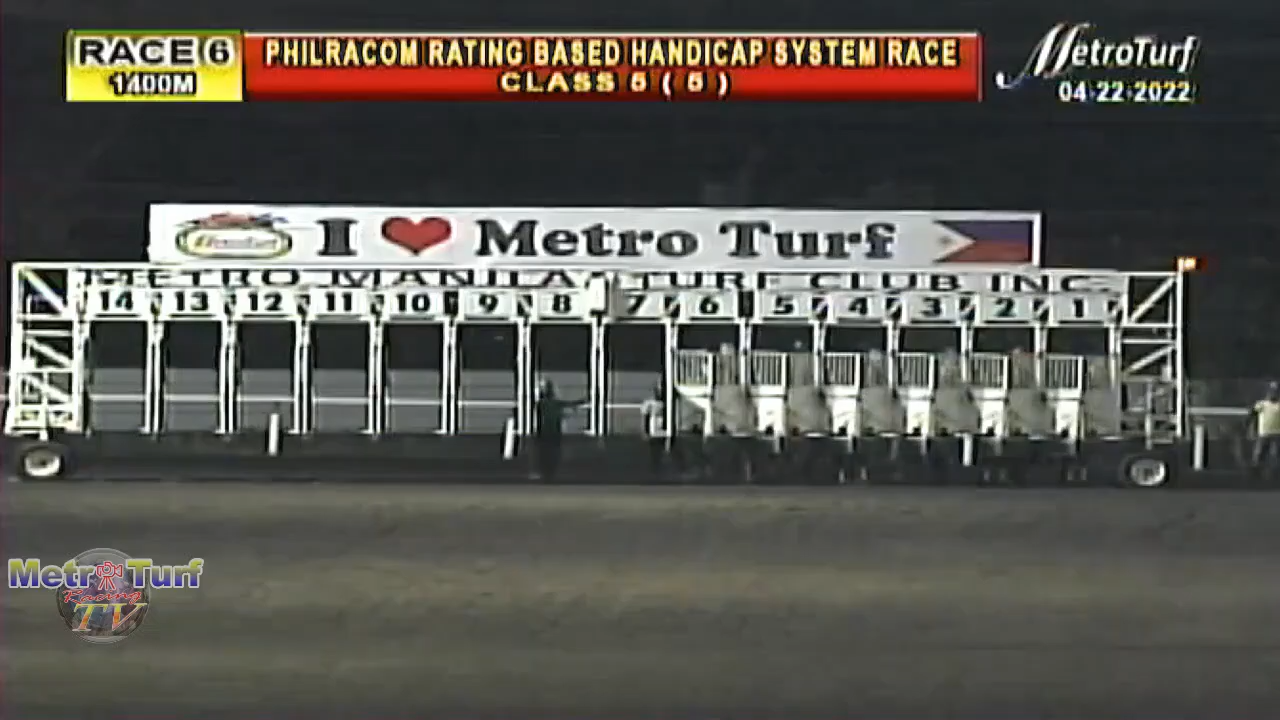 RACE 6
1400M
PHILRACOM RATING BASED HANDICAP SYSTEM RACE
CLASS 5 ( 5 )
MetroTurf
04-22-2022
I ❤ Metro Turf
METRO MANILA TURF CLUB INC.
14 13 12 11 10 9 8 7 6 5 4 3 2 1
Metro Turf
Racing
TV